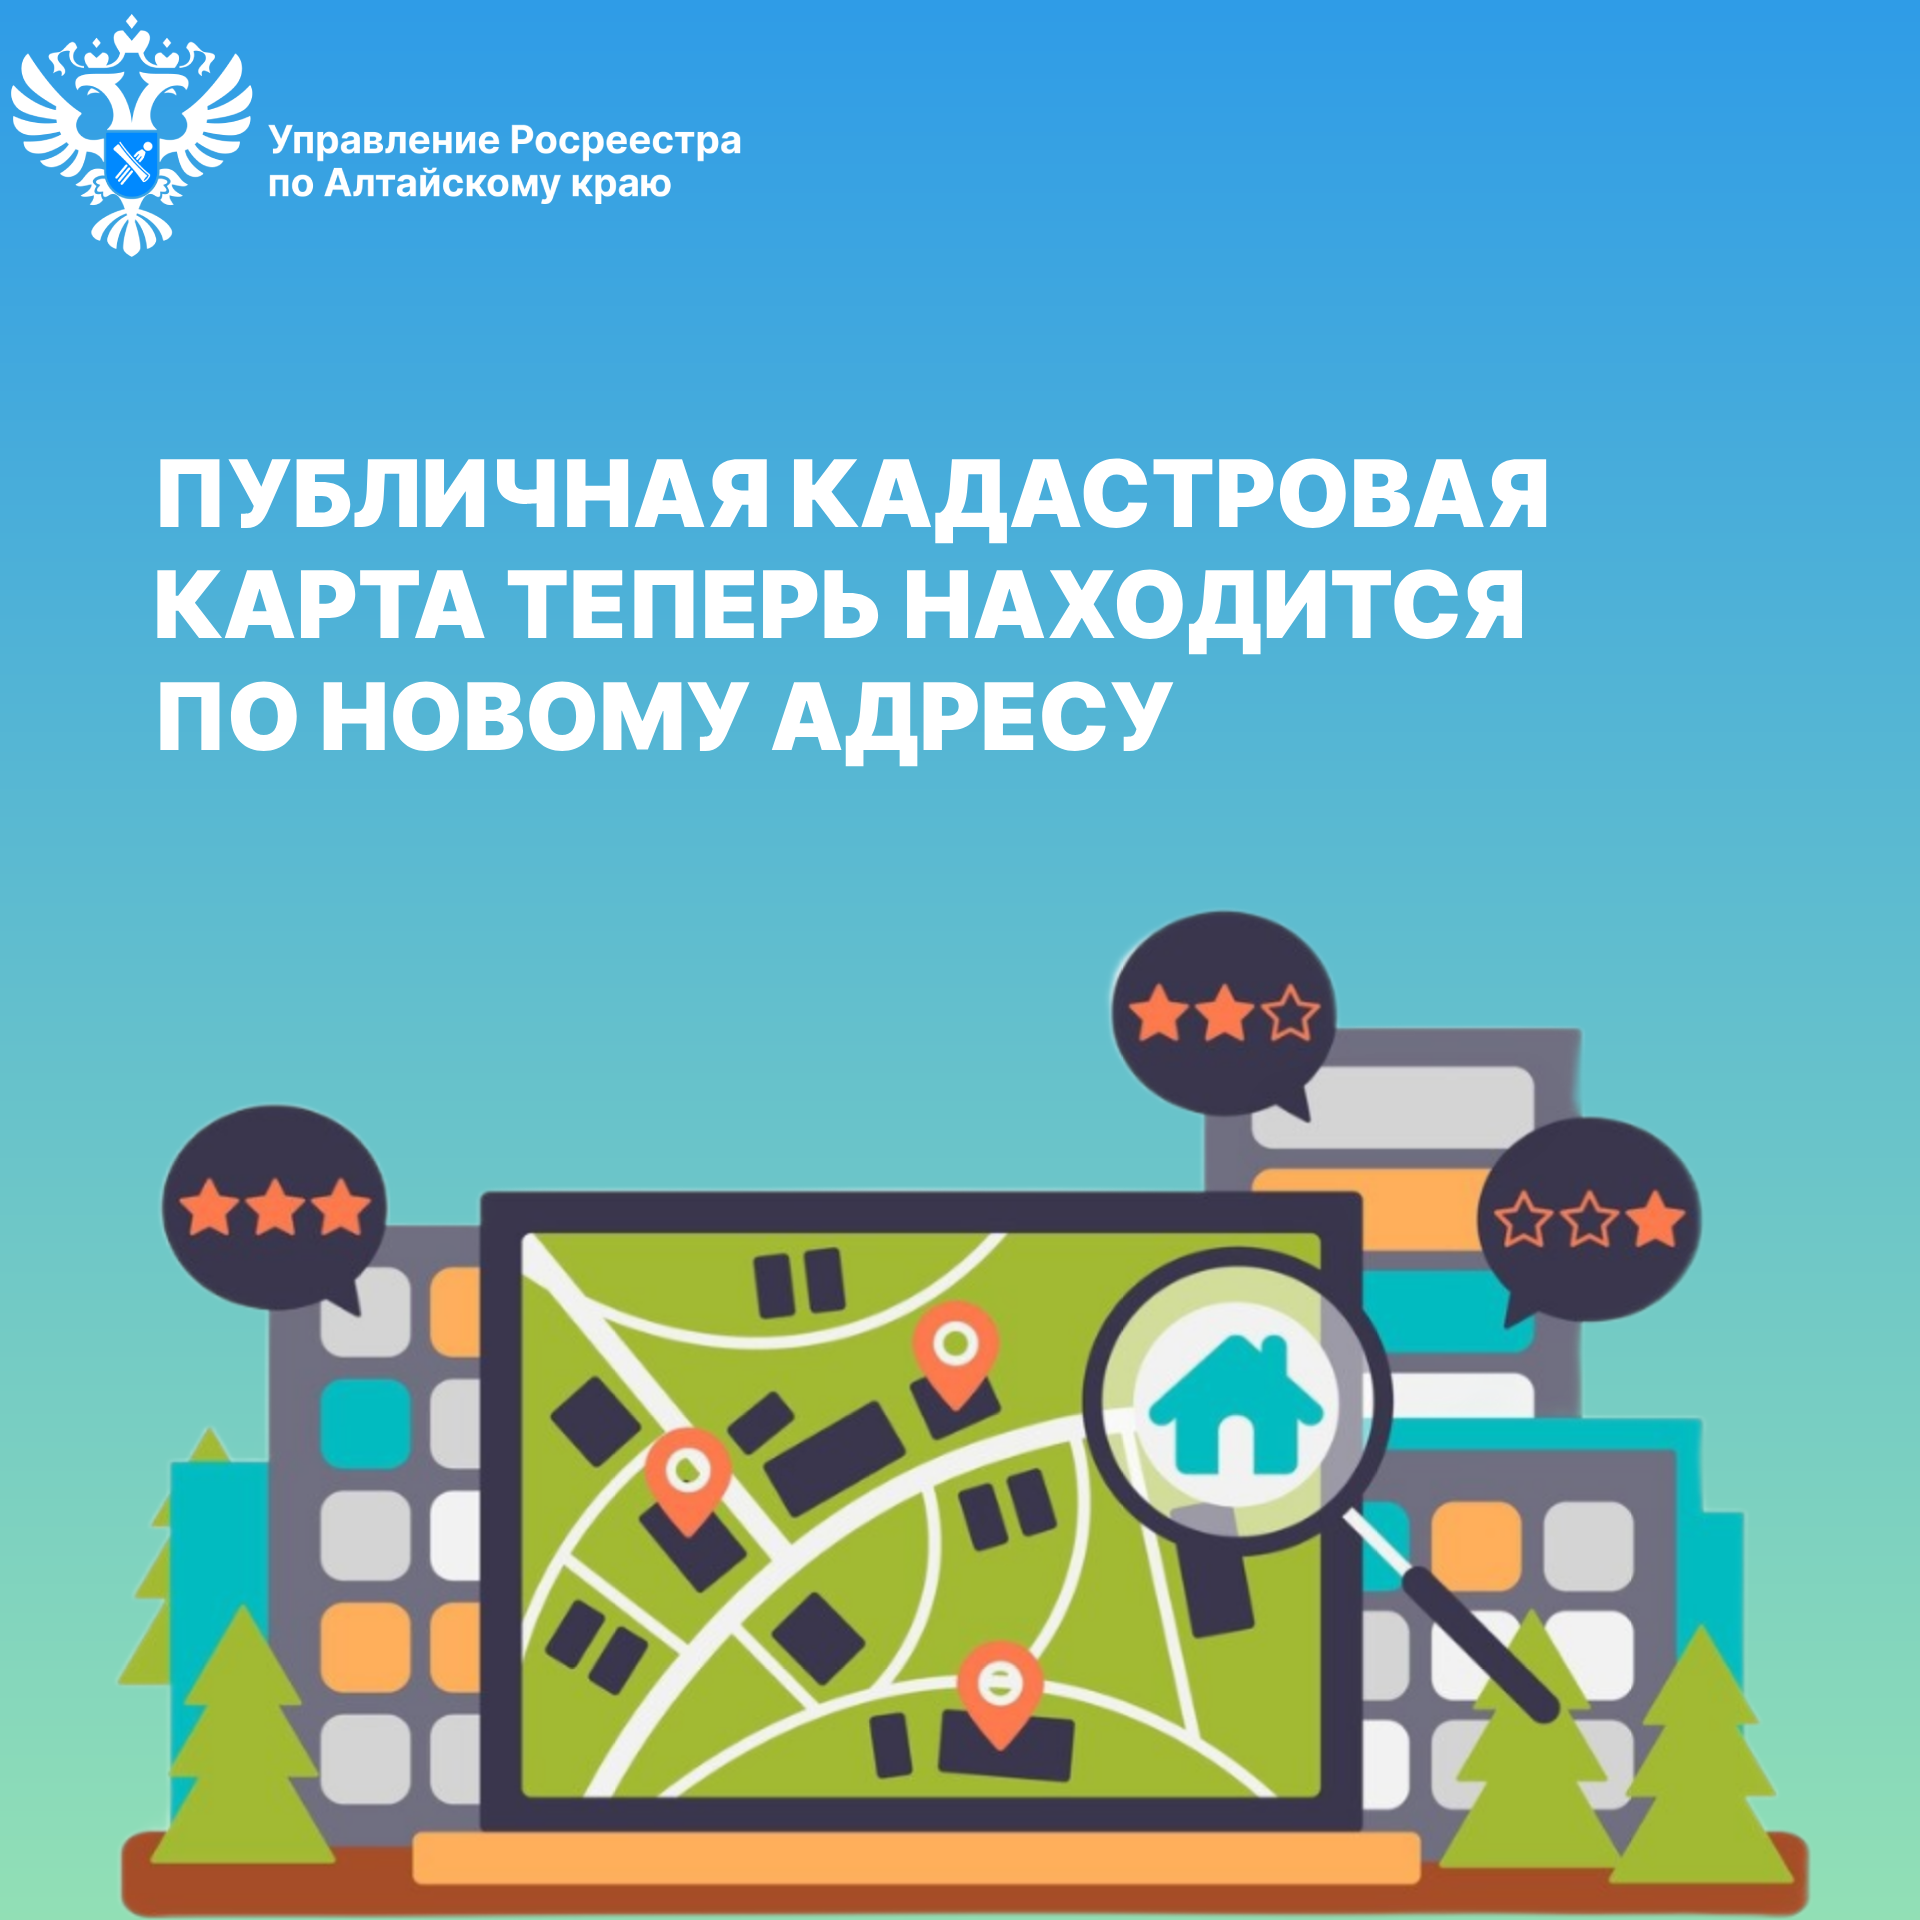 Управление Росреестра
по Алтайскому краю
ПУБЛИЧНАЯ КАДАСТРОВАЯ
КАРТА ТЕПЕРЬ НАХОДИТСЯ
ПО НОВОМУ АДРЕСУ